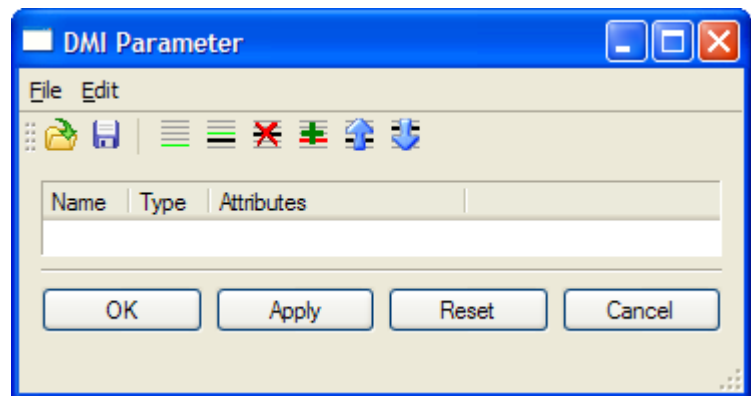 DMI Parameter
File Edit
Name Type Attributes
OK Apply Reset Cancel